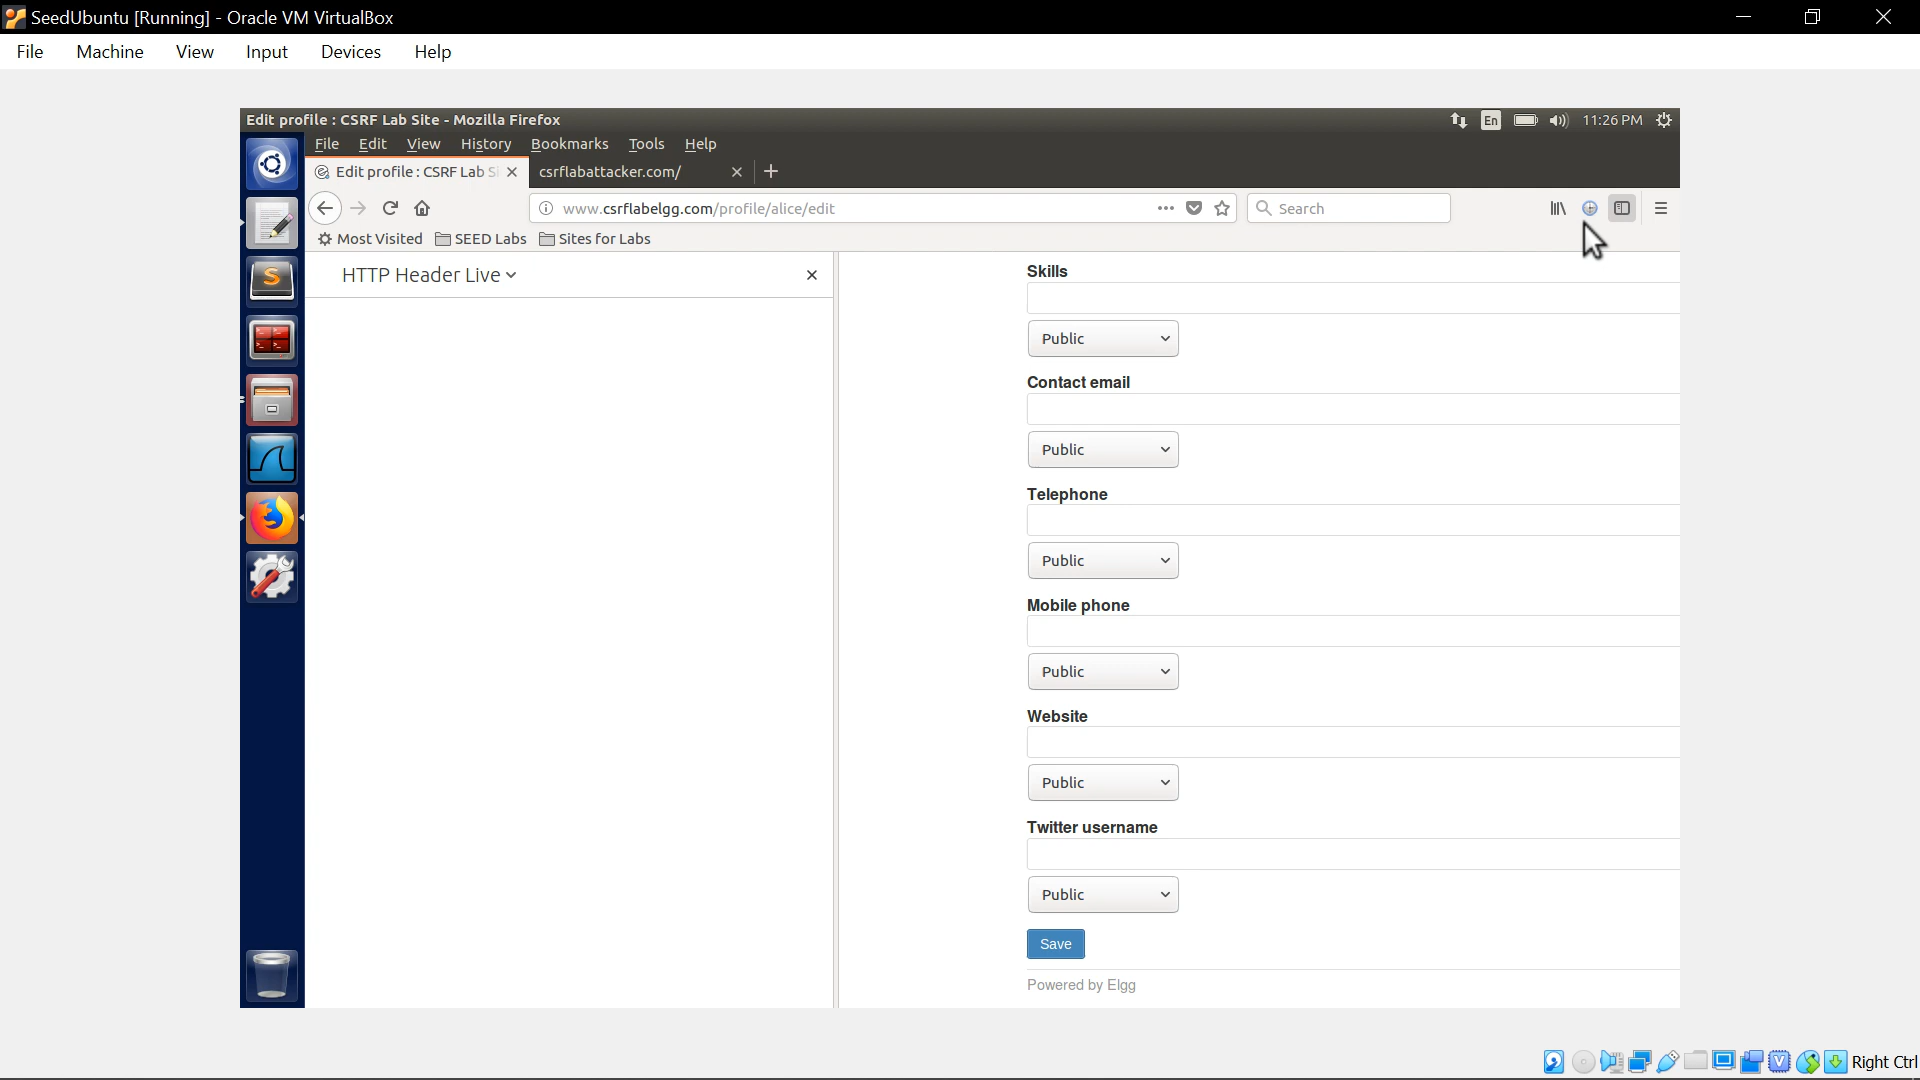 SeedUbuntu [Running] - Oracle VM VirtualBox
File Machine View Input Devices Help
Edit profile : CSRF Lab Site - Mozilla Firefox En 11:26 PM
File Edit View History Bookmarks Tools Help
Edit profile : CSRF Lab Si csrflabattacker.com/
www.csrflabelgg.com/profile/alice/edit Search
Most Visited SEED Labs Sites for Labs
HTTP Header Live
Skills
Public
Contact email
Public
Telephone
Public
Mobile phone
Public
Website
Public
Twitter username
Public
Save
Powered by Elgg
Right Ctrl